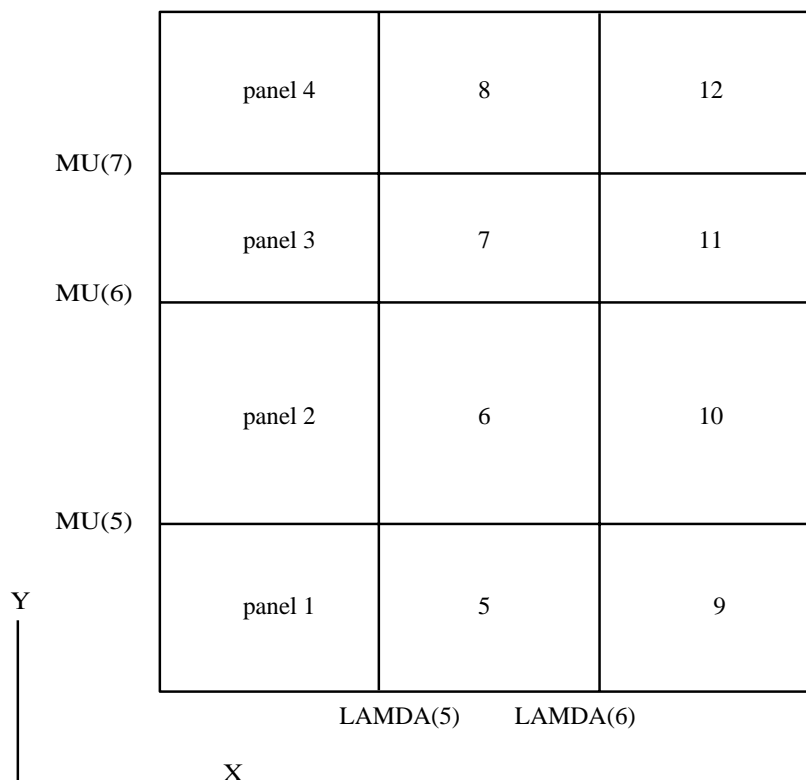 panel 4 8 12
MU(7)
panel 3 7 11
MU(6)
panel 2 6 10
MU(5)
Y
panel 1 5 9
LAMDA(5) LAMDA(6)
X